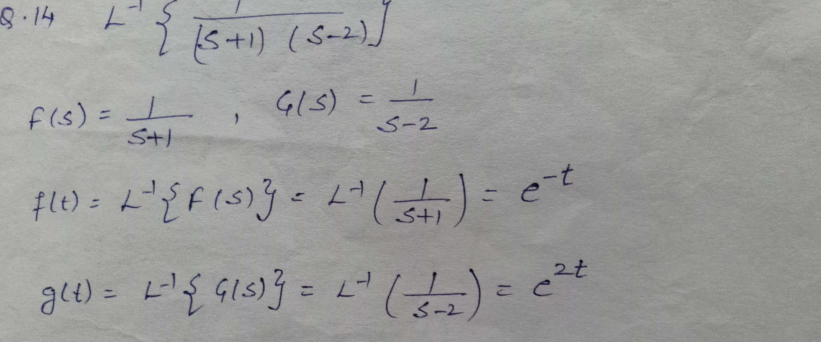 Q.14 L⁻¹ { 1/((S+1) (S-2)) }
F(S) = 1/(S+1) , G(S) = 1/(S-2)
f(t) = L⁻¹{F(S)} = L⁻¹(1/(S+1)) = e^-t
g(t) = L⁻¹{G(S)} = L⁻¹(1/(S-2)) = e^2t